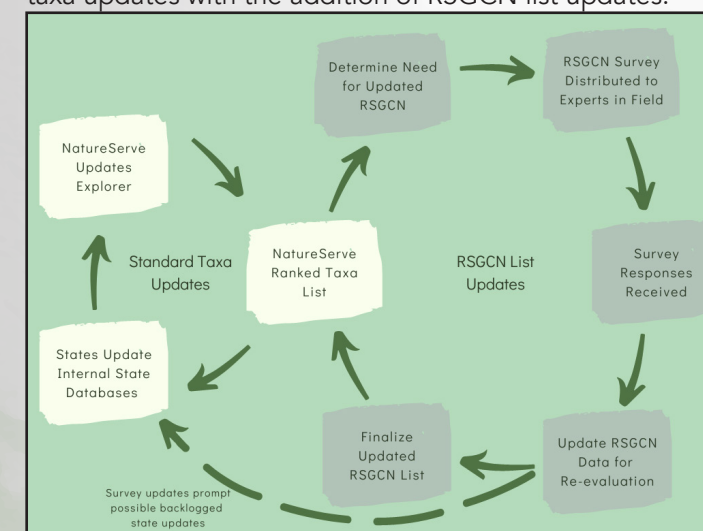 taxa updates with the addition of RSGCN list updates.
Determine Need
for Updated
RSGCN
RSGCN Survey
Distributed to
Experts in Field
NatureServe
Updates
Explorer
Standard Taxa
Updates
NatureServe
Ranked Taxa
List
RSGCN List
Updates
Survey
Responses
Received
States Update
Internal State
Databases
Finalize
Updated
RSGCN List
Update RSGCN
Data for
Re-evaluation
Survey updates prompt
possible backlogged
state updates